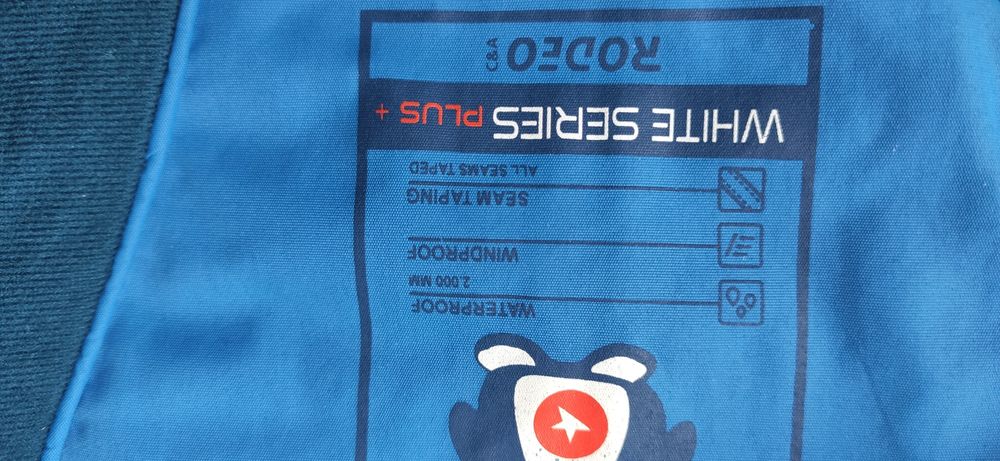 WATERPROOF
2.000 MM
WINDPROOF
SEAM TAPING
ALL SEAMS TAPED
WHITE SERIES PLUS +
RODEO C&A